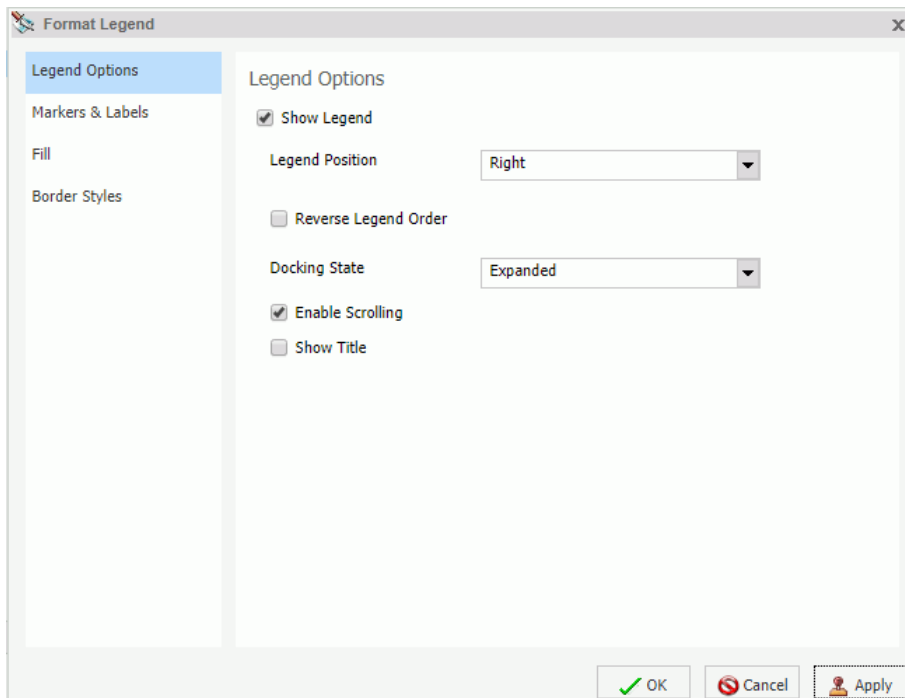 Format Legend
x
Legend Options
Markers & Labels
Fill
Border Styles
Legend Options
Show Legend
Legend Position Right
Reverse Legend Order
Docking State Expanded
Enable Scrolling
Show Title
OK Cancel Apply